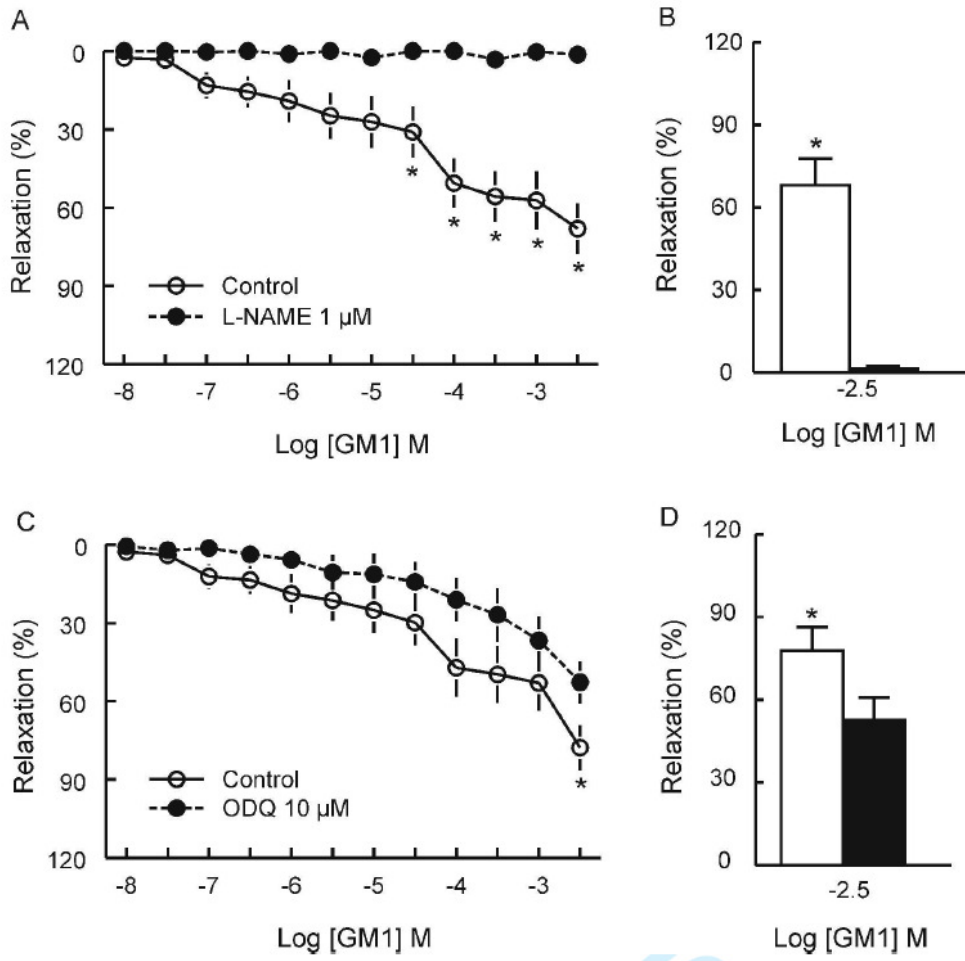 A
0
30
60
90
120
Relaxation (%)
* * * * *
Control
L-NAME 1 µM
-8 -7 -6 -5 -4 -3
Log [GM1] M
B
120
90
60
30
0
Relaxation (%)
*
-2.5
Log [GM1] M
C
0
30
60
90
120
Relaxation (%)
*
Control
ODQ 10 µM
-8 -7 -6 -5 -4 -3
Log [GM1] M
D
120
90
60
30
0
Relaxation (%)
*
-2.5
Log [GM1] M